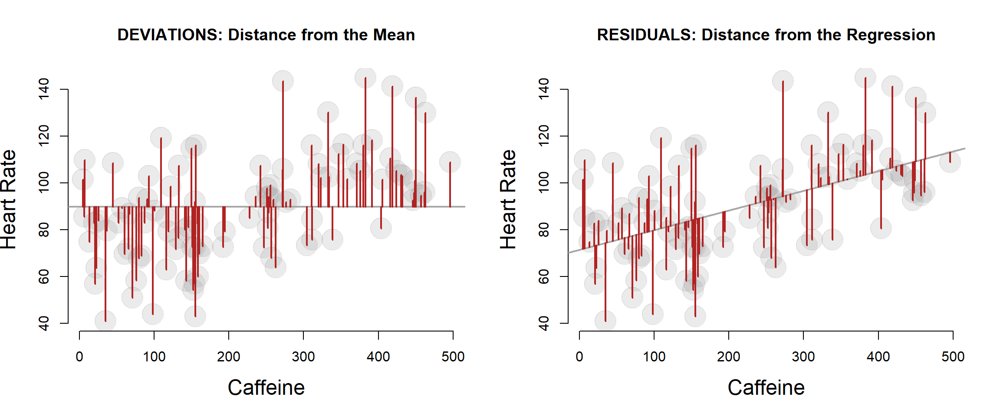 DEVIATIONS: Distance from the Mean
Heart Rate
140
120
100
80
60
40
0 100 200 300 400 500
Caffeine
RESIDUALS: Distance from the Regression
Heart Rate
140
120
100
80
60
40
0 100 200 300 400 500
Caffeine